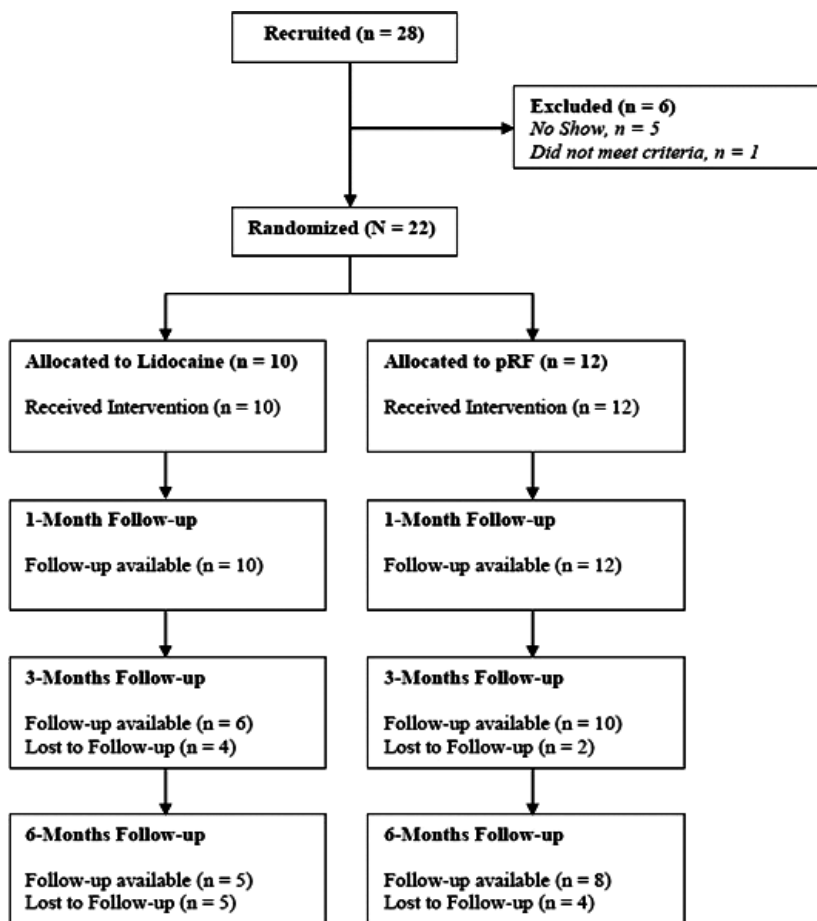 Recruited (n = 28)
Excluded (n = 6)
No Show, n = 5
Did not meet criteria, n = 1
Randomized (N = 22)
Allocated to Lidocaine (n = 10)
Received Intervention (n = 10)
Allocated to pRF (n = 12)
Received Intervention (n = 12)
1-Month Follow-up
Follow-up available (n = 10)
1-Month Follow-up
Follow-up available (n = 12)
3-Months Follow-up
Follow-up available (n = 6)
Lost to Follow-up (n = 4)
3-Months Follow-up
Follow-up available (n = 10)
Lost to Follow-up (n = 2)
6-Months Follow-up
Follow-up available (n = 5)
Lost to Follow-up (n = 5)
6-Months Follow-up
Follow-up available (n = 8)
Lost to Follow-up (n = 4)